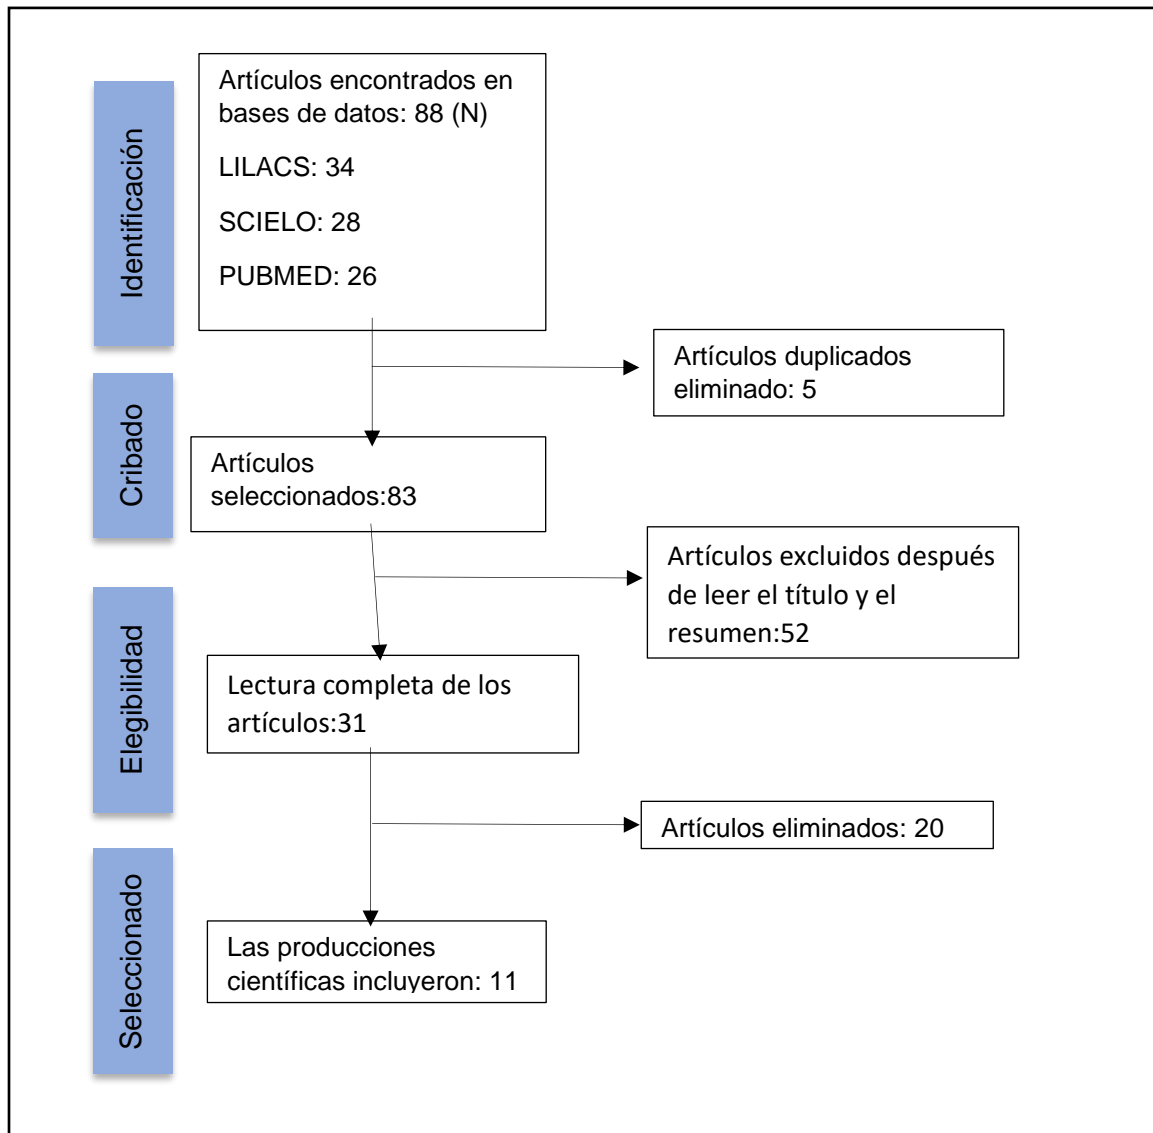 Identificación
Artículos encontrados en
bases de datos: 88 (N)
LILACS: 34
SCIELO: 28
PUBMED: 26
Artículos duplicados
eliminado: 5
Cribado
Artículos
seleccionados:83
Artículos excluidos después
de leer el título y el
resumen:52
Elegibilidad
Lectura completa de los
artículos:31
Artículos eliminados: 20
Seleccionado
Las producciones
científicas incluyeron: 11